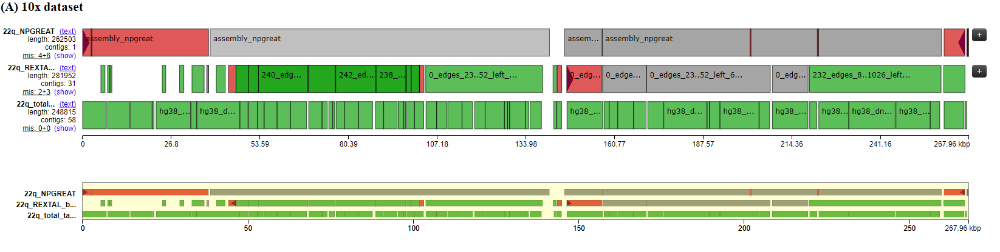 (A) 10x dataset
22q_NPGREAT (text)
length: 262503
contigs: 1
mis: 4+6 (show)
assembly_npgreat
assembly_npgreat
assem...
assembly_npgreat
+
22q_REXTA... (text)
length: 281952
contigs: 31
mis: 2+3 (show)
240_edg...
242_ed...
238_...
0_edges_23..52_left_...
0_edg...
0_edge...
0_edges_23..52_left_6...
0_edg...
232_edges_8..1026_left...
+
22q_total... (text)
length: 248815
contigs: 58
mis: 0+0 (show)
hg38_...
hg38_d...
hg38_...
hg38_d...
hg38_...
hg38_...
hg38...
hg38_dn...
hg38_...
0 26.8 53.59 80.39 107.18 133.98 160.77 187.57 214.36 241.16 267.96 kbp
22q_NPGREAT
22q_REXTAL_b...
22q_total_ta...
0 50 100 150 200 250 267.96 kbp